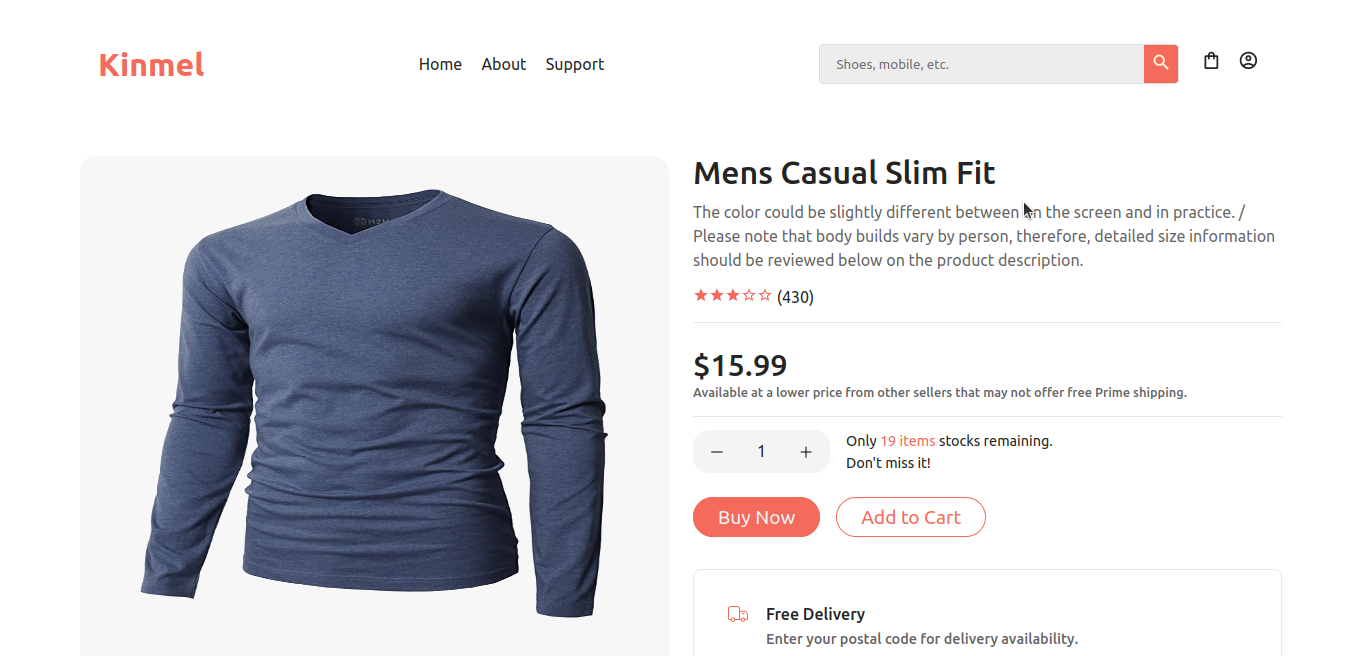 Kinmel
Home About Support
Shoes, mobile, etc.
Mens Casual Slim Fit
The color could be slightly different between on the screen and in practice. /
Please note that body builds vary by person, therefore, detailed size information
should be reviewed below on the product description.
(430)
$15.99
Available at a lower price from other sellers that may not offer free Prime shipping.
− 1 +
Only 19 items stocks remaining.
Don't miss it!
Buy Now Add to Cart
Free Delivery
Enter your postal code for delivery availability.